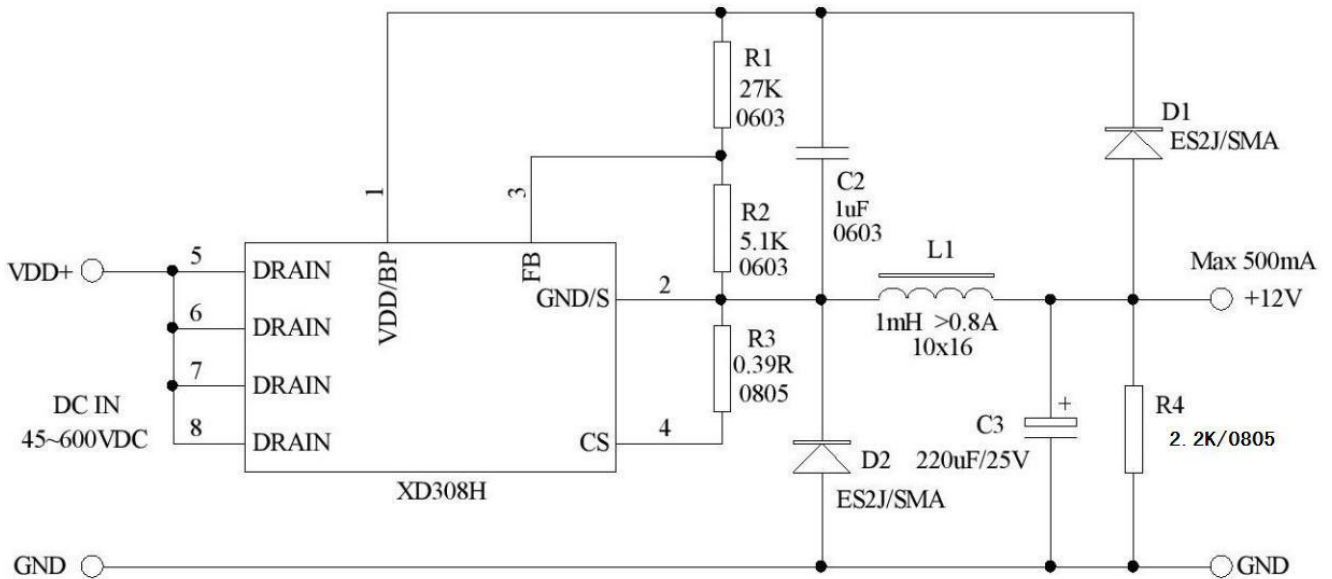 R1
27K
0603
D1
ES2J/SMA
1
3
C2
1uF
0603
R2
5.1K
0603
VDD+
5
DRAIN
VDD/BP
FB
GND/S
2
L1
1mH >0.8A
10x16
Max 500mA
+12V
6
DRAIN
7
DRAIN
R3
0.39R
0805
DC IN
45~600VDC
8
DRAIN
CS
4
C3
+
220uF/25V
R4
2.2K/0805
D2
ES2J/SMA
XD308H
GND
GND